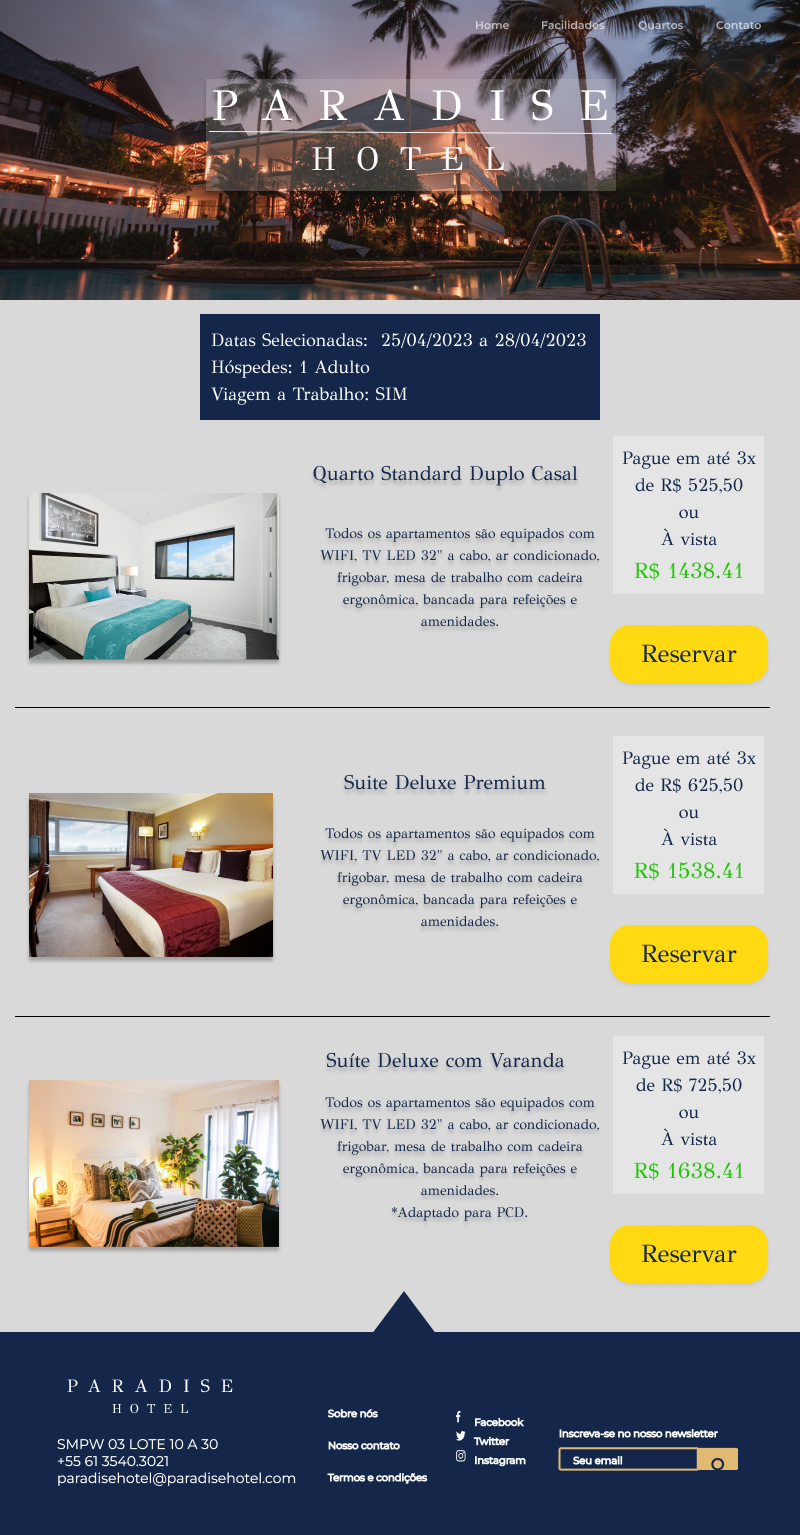 Home Facilidades Quartos Contato
PARADISE
HOTEL
Datas Selecionadas: 25/04/2023 a 28/04/2023
Hóspedes: 1 Adulto
Viagem a Trabalho: SIM
Quarto Standard Duplo Casal
Todos os apartamentos são equipados com
WIFI, TV LED 32" a cabo, ar condicionado,
frigobar, mesa de trabalho com cadeira
ergonômica, bancada para refeições e
amenidades.
Pague em até 3x
de R$ 525,50
ou
À vista
R$ 1438.41
Reservar
Suite Deluxe Premium
Todos os apartamentos são equipados com
WIFI, TV LED 32" a cabo, ar condicionado,
frigobar, mesa de trabalho com cadeira
ergonômica, bancada para refeições e
amenidades.
Pague em até 3x
de R$ 625,50
ou
À vista
R$ 1538.41
Reservar
Suíte Deluxe com Varanda
Todos os apartamentos são equipados com
WIFI, TV LED 32" a cabo, ar condicionado,
frigobar, mesa de trabalho com cadeira
ergonômica, bancada para refeições e
amenidades.
*Adaptado para PCD.
Pague em até 3x
de R$ 725,50
ou
À vista
R$ 1638.41
Reservar
PARADISE
HOTEL
SMPW 03 LOTE 10 A 30
+55 61 3540.3021
paradisehotel@paradisehotel.com
Sobre nós
Nosso contato
Termos e condições
Facebook
Twitter
Instagram
Inscreva-se no nosso newsletter
Seu email